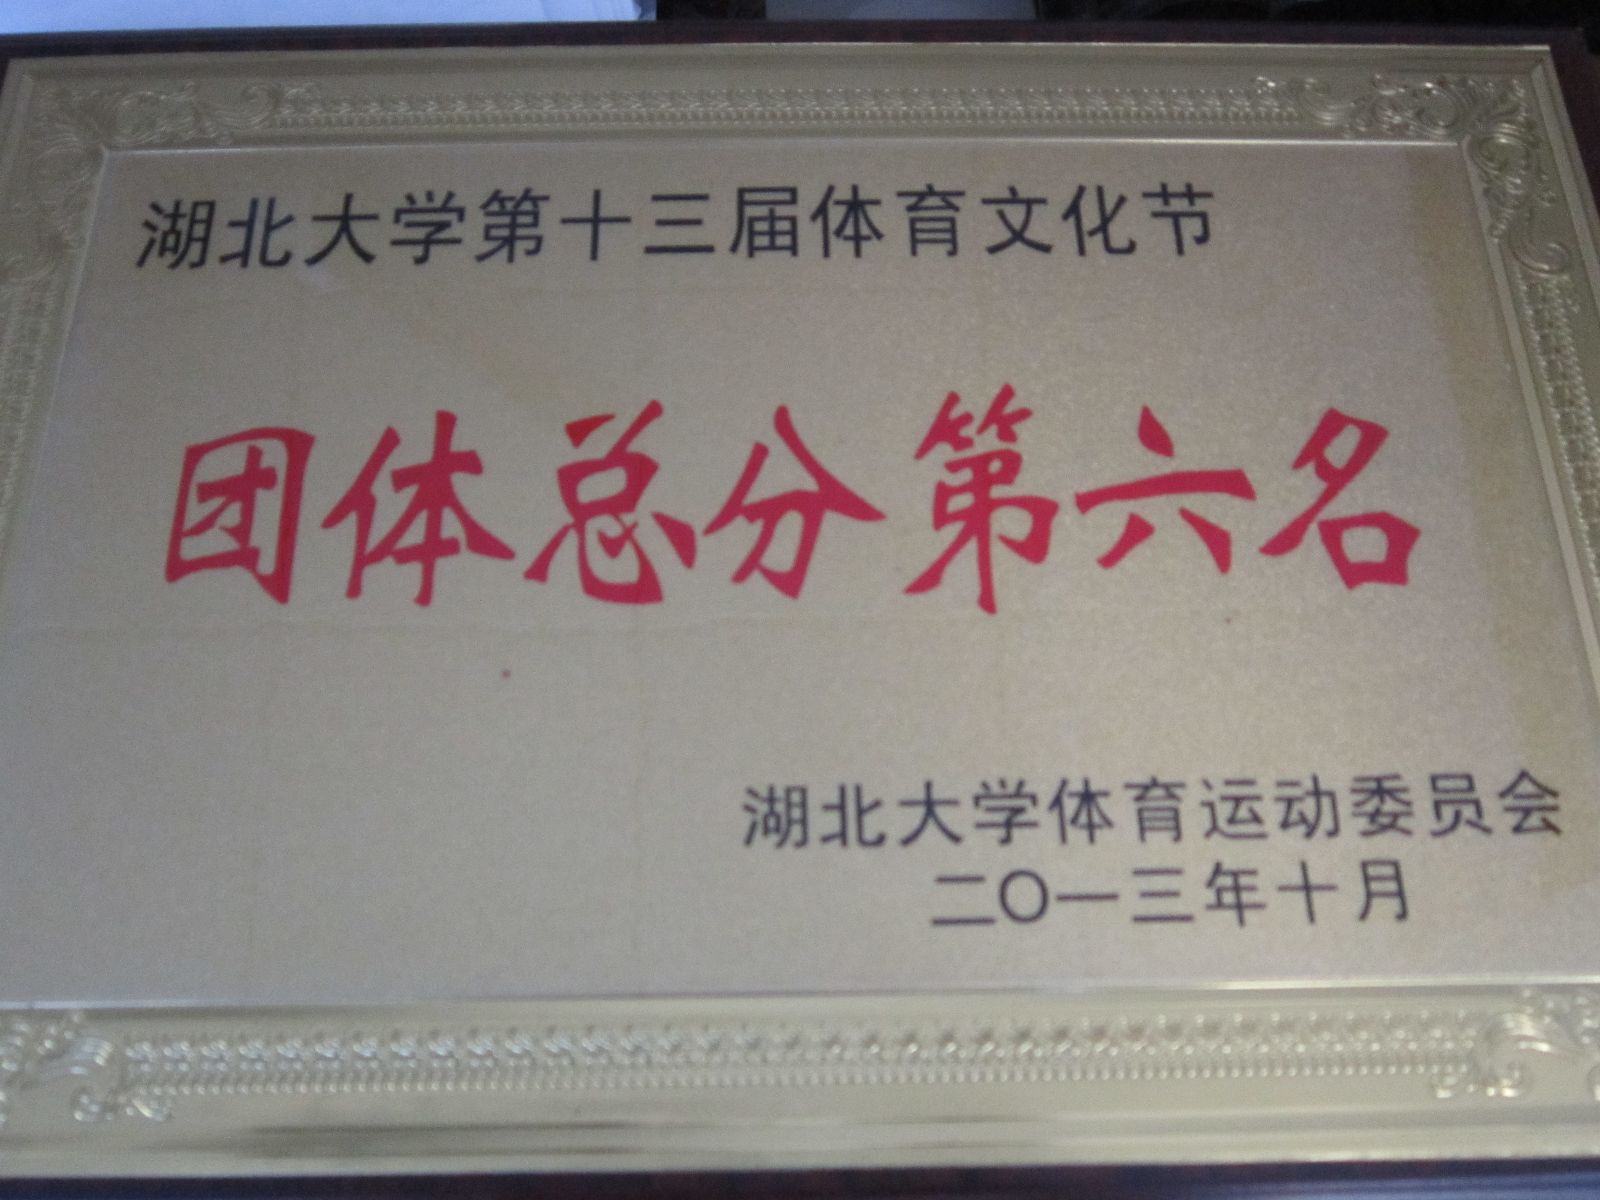 湖北大学第十三届体育文化节
团体总分第六名
湖北大学体育运动委员会
二〇一三年十月